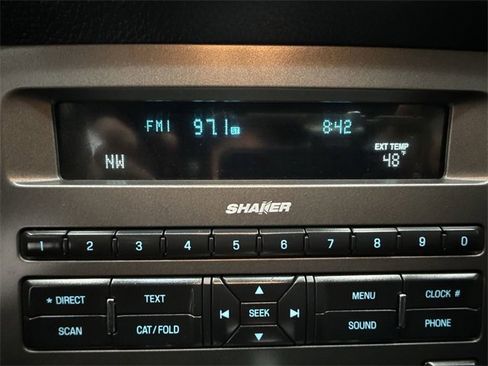 FM1 97.1 ST 8:42
NW EXT TEMP 48°F
SHAKER
1 2 3 4 5 6 7 8 9 0
* DIRECT TEXT MENU CLOCK #
SEEK
SCAN CAT/FOLD SOUND PHONE